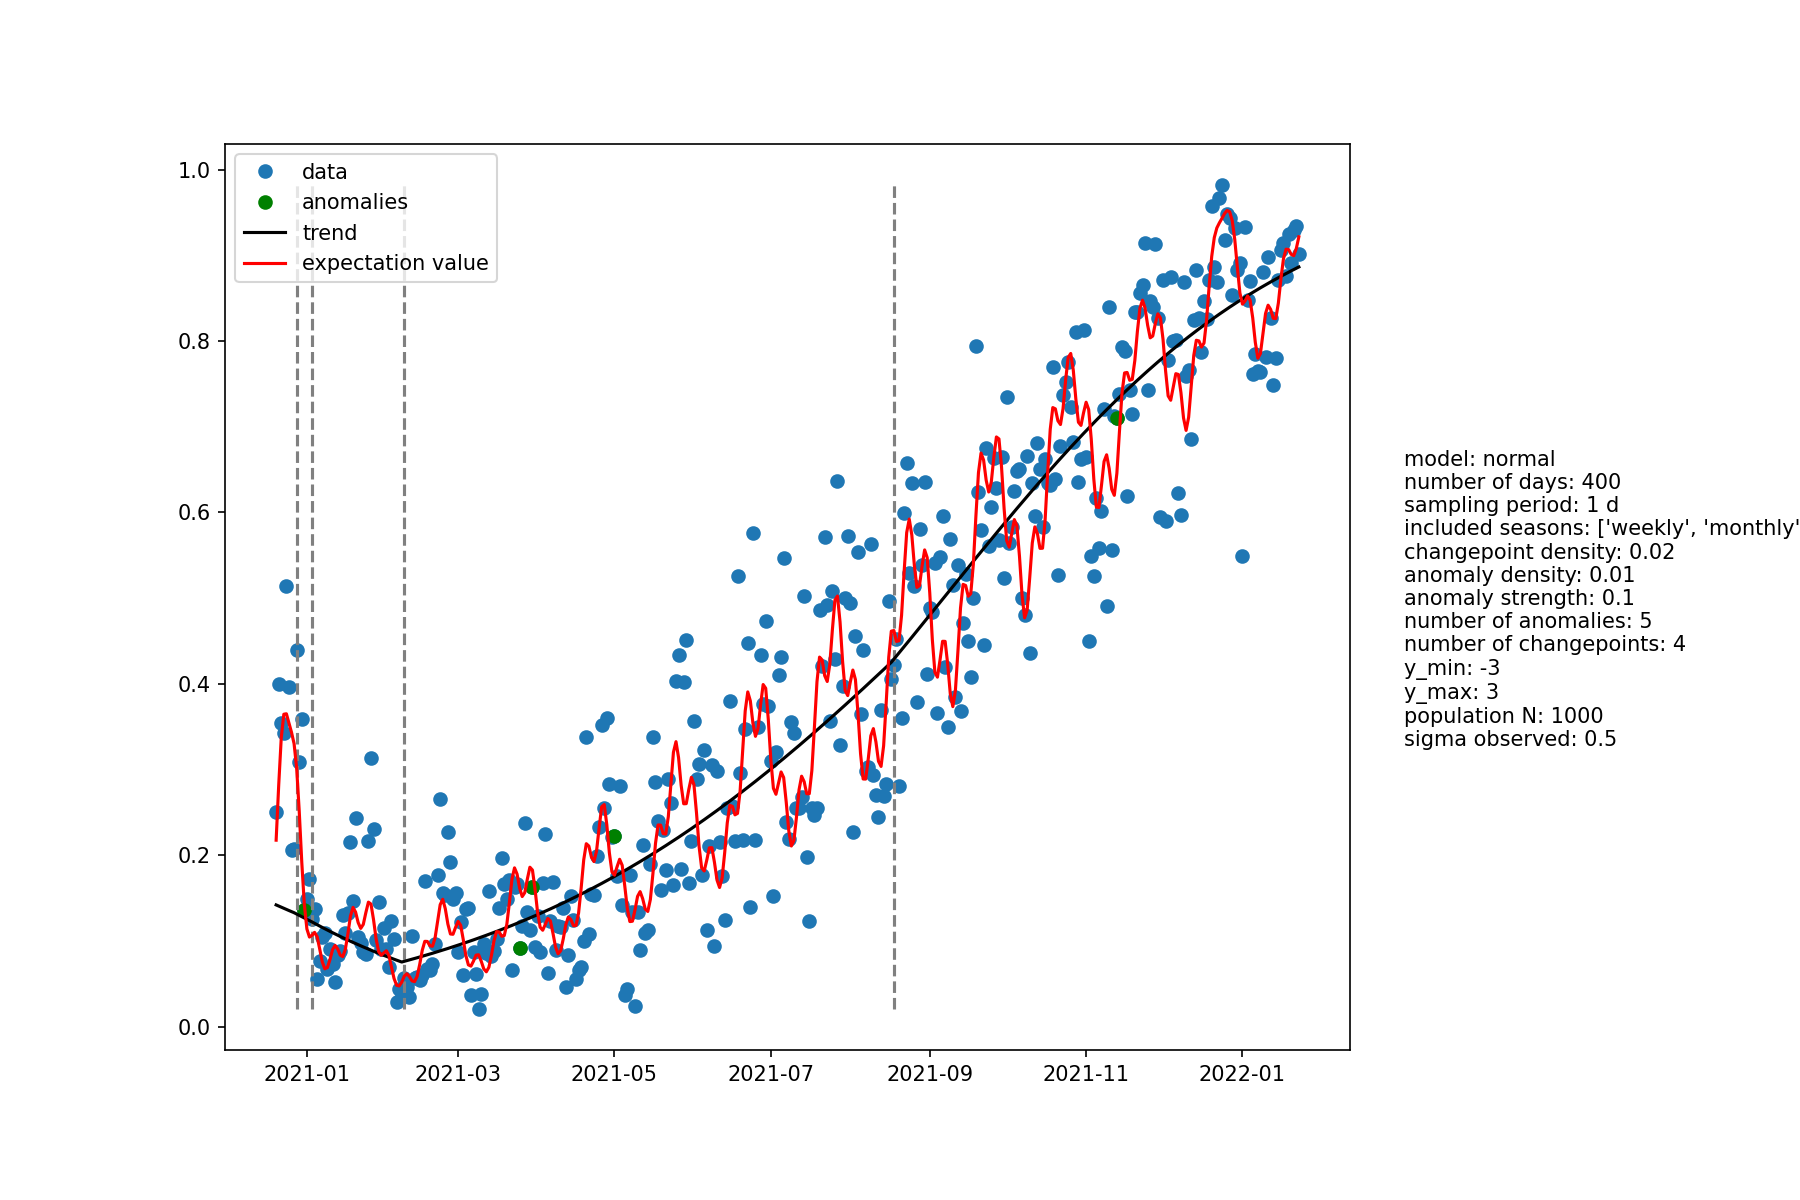 data
anomalies
trend
expectation value
1.0
0.8
0.6
0.4
0.2
0.0
2021-01 2021-03 2021-05 2021-07 2021-09 2021-11 2022-01
model: normal
number of days: 400
sampling period: 1 d
included seasons: ['weekly', 'monthly'
changepoint density: 0.02
anomaly density: 0.01
anomaly strength: 0.1
number of anomalies: 5
number of changepoints: 4
y_min: -3
y_max: 3
population N: 1000
sigma observed: 0.5